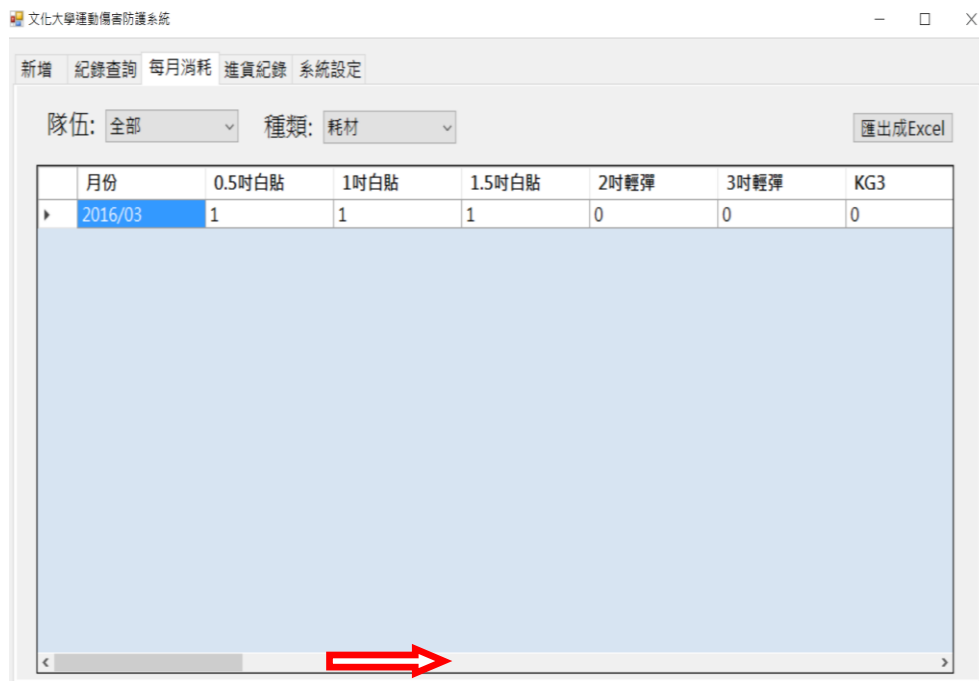 文化大學運動傷害防護系統
新增 紀錄查詢 每月消耗 進貨紀錄 系統設定
隊伍: 全部 種類: 耗材 匯出成Excel
月份 0.5吋白貼 1吋白貼 1.5吋白貼 2吋輕彈 3吋輕彈 KG3
2016/03 1 1 1 0 0 0